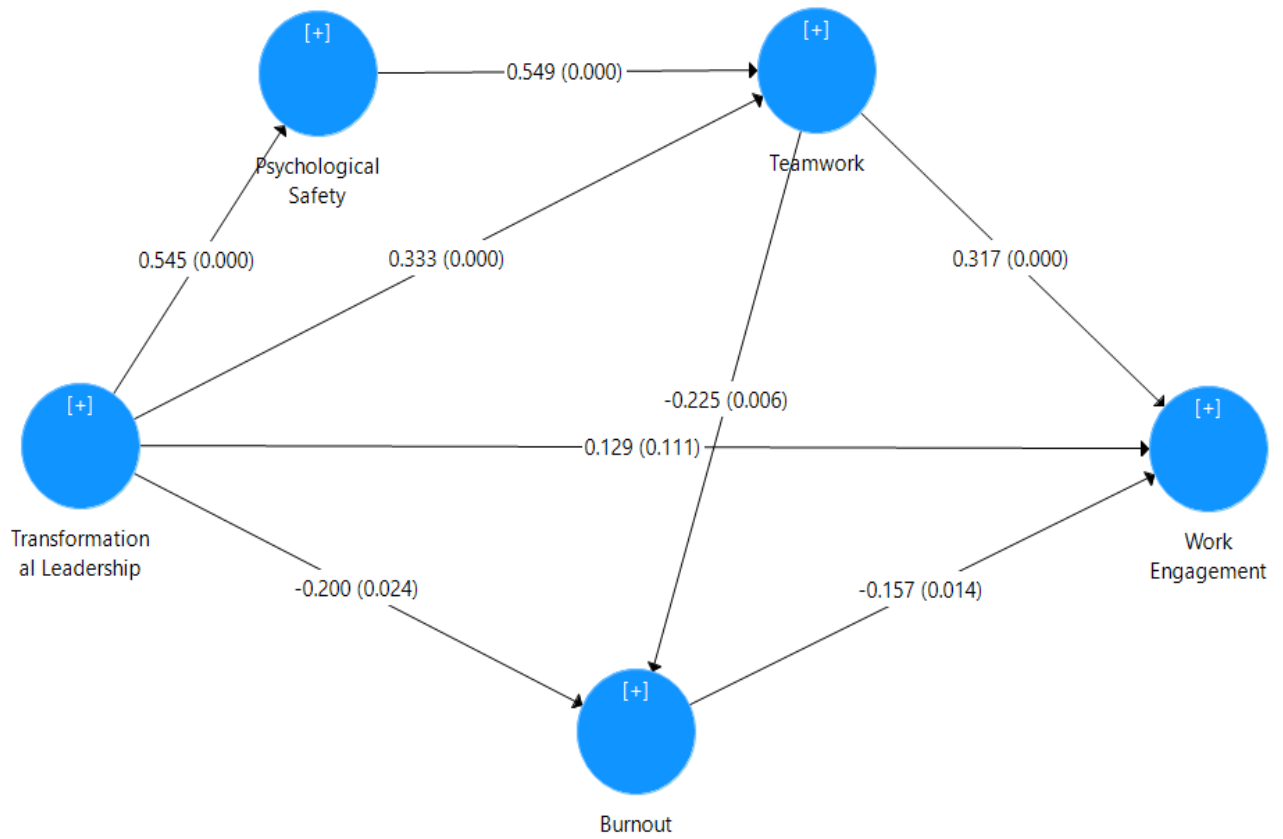 [+]
[+]
0.549 (0.000)
Psychological
Safety
Teamwork
0.545 (0.000)
0.333 (0.000)
0.317 (0.000)
-0.225 (0.006)
[+]
[+]
0.129 (0.111)
Transformation
al Leadership
Work
Engagement
-0.200 (0.024)
-0.157 (0.014)
[+]
Burnout